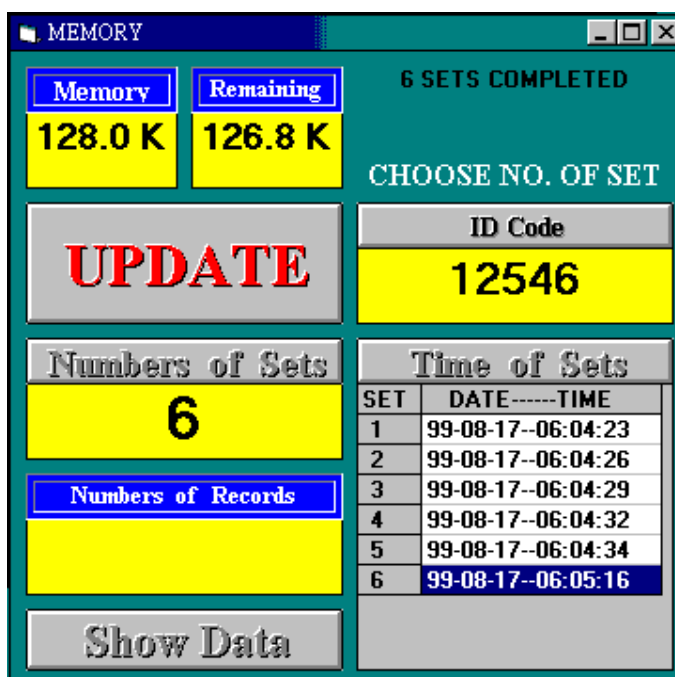 MEMORY
Memory
Remaining
128.0 K
126.8 K
6 SETS COMPLETED
CHOOSE NO. OF SET
UPDATE
ID Code
12546
Numbers of Sets
6
Numbers of Records
Show Data
Time of Sets
SET DATE------TIME
1 99-08-17--06:04:23
2 99-08-17--06:04:26
3 99-08-17--06:04:29
4 99-08-17--06:04:32
5 99-08-17--06:04:34
6 99-08-17--06:05:16